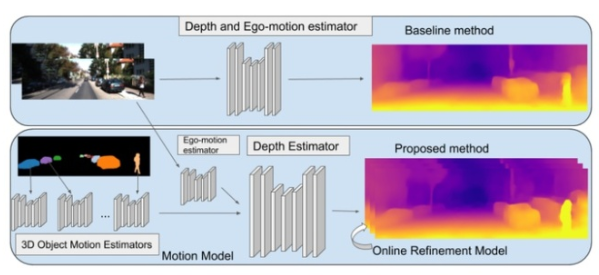 Depth and Ego-motion estimator
Baseline method
Ego-motion
estimator
Depth Estimator
Proposed method
...
3D Object Motion Estimators
Motion Model
Online Refinement Model